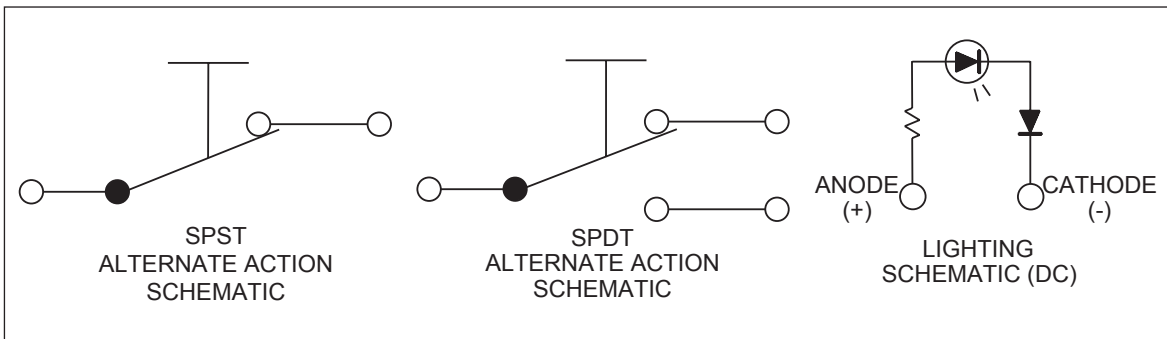 SPST
ALTERNATE ACTION
SCHEMATIC
SPDT
ALTERNATE ACTION
SCHEMATIC
ANODE
(+)
CATHODE
(-)
LIGHTING
SCHEMATIC (DC)